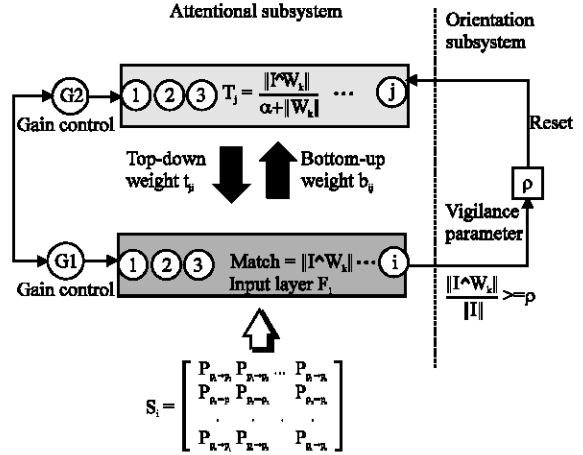 Attentional subsystem
Orientation
subsystem
G2
Gain control
1 2 3 T_j = ||I^W_k|| / α+||W_k|| ... j
Top-down
weight t_ji
Bottom-up
weight b_ij
Reset
ρ
Vigilance
parameter
G1
Gain control
1 2 3 Match = ||I^W_k|| ... i
Input layer F_1
||I^W_k|| / ||I|| >=ρ
S_i =
P P ... P
P P P
. . . .
P P P